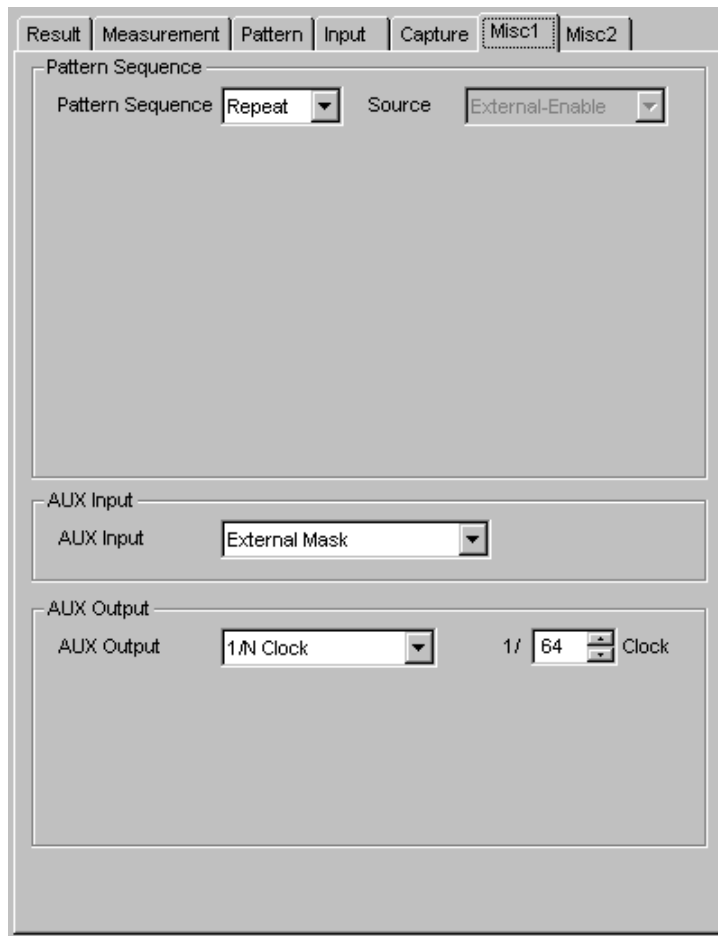 Result Measurement Pattern Input Capture Misc1 Misc2
Pattern Sequence
Pattern Sequence Repeat Source External-Enable
AUX Input
AUX Input External Mask
AUX Output
AUX Output 1/N Clock 1/ 64 Clock